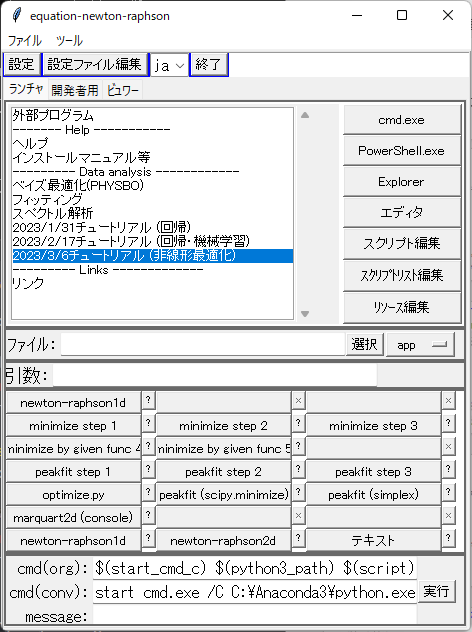 equation-newton-raphson
ファイル ツール
設定 設定ファイル編集 ja 終了
ランチャ 開発者用 ビュワー
外部プログラム
------- Help -----------
ヘルプ
インストールマニュアル等
--------- Data analysis ------------
ベイズ最適化(PHYSBO)
フィッティング
スペクトル解析
2023/1/31チュートリアル (回帰)
2023/2/17チュートリアル (回帰・機械学習)
2023/3/6チュートリアル (非線形最適化)
--------- Links -------------
リンク
cmd.exe
PowerShell.exe
Explorer
エディタ
スクリプト編集
スクリプトリスト編集
リソース編集
ファイル: 選択 app
引数:
newton-raphson1d ? × ×
minimize step 1 ? minimize step 2 ? minimize step 3 ?
minimize by given func 4 ? minimize by given func 5 ? ×
peakfit step 1 ? peakfit step 2 ? peakfit step 3 ?
optimize.py ? peakfit (scipy.minimize) ? peakfit (simplex) ?
marquart2d (console) ? × ×
newton-raphson1d ? newton-raphson2d ? テキスト ?
cmd(org): $(start_cmd_c) $(python3_path) $(script)
cmd(conv): start cmd.exe /C C:¥Anaconda3¥python.exe 実行
message: